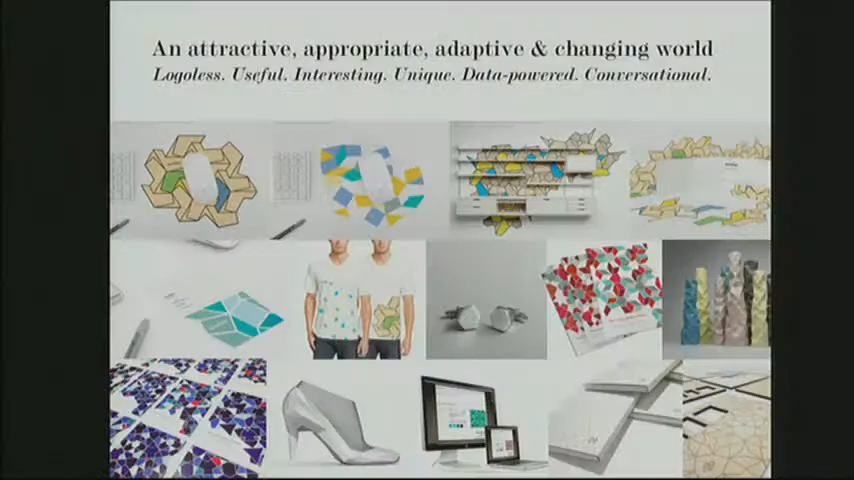 An attractive, appropriate, adaptive & changing world
Logoless. Useful. Interesting. Unique. Data-powered. Conversational.